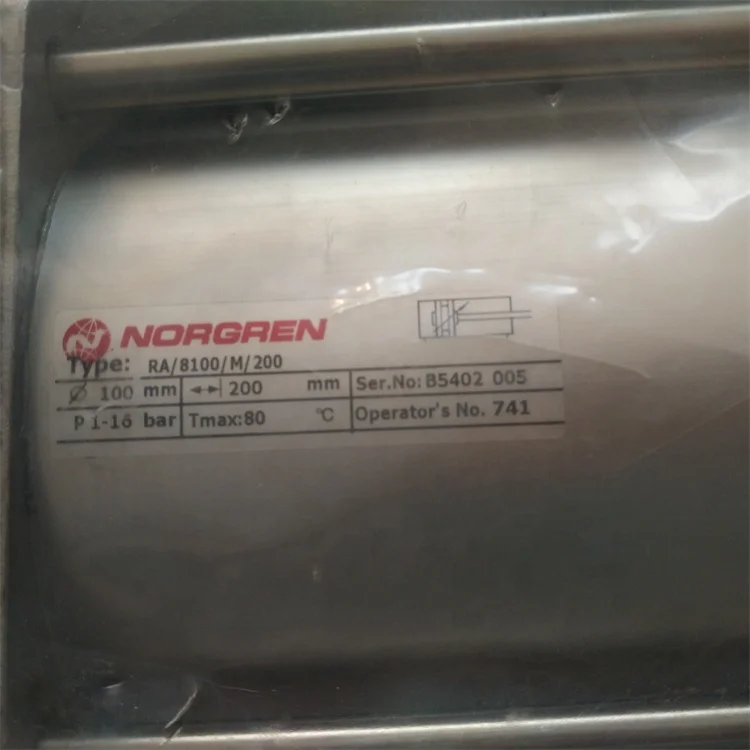 NORGREN
Type: RA/8100/M/200
Ø 100 mm 200 mm Ser.No: B5402 005
P 1-16 bar Tmax:80 °C Operator's No. 741